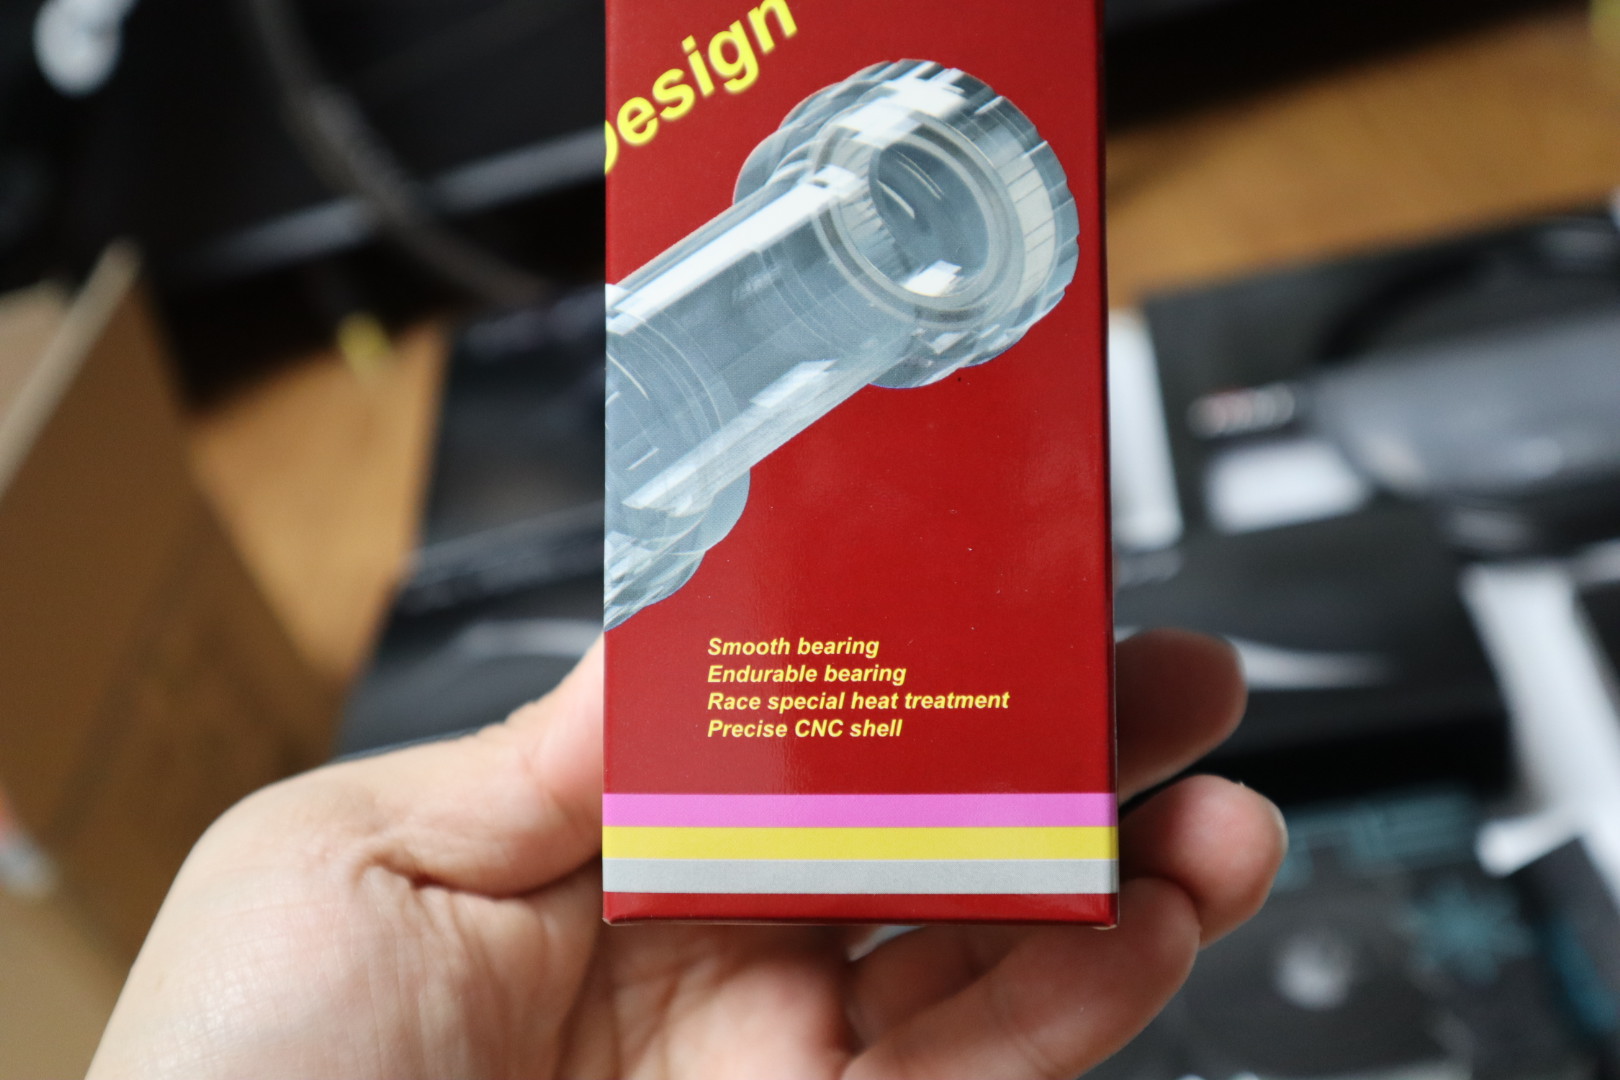 Design
Smooth bearing
Endurable bearing
Race special heat treatment
Precise CNC shell